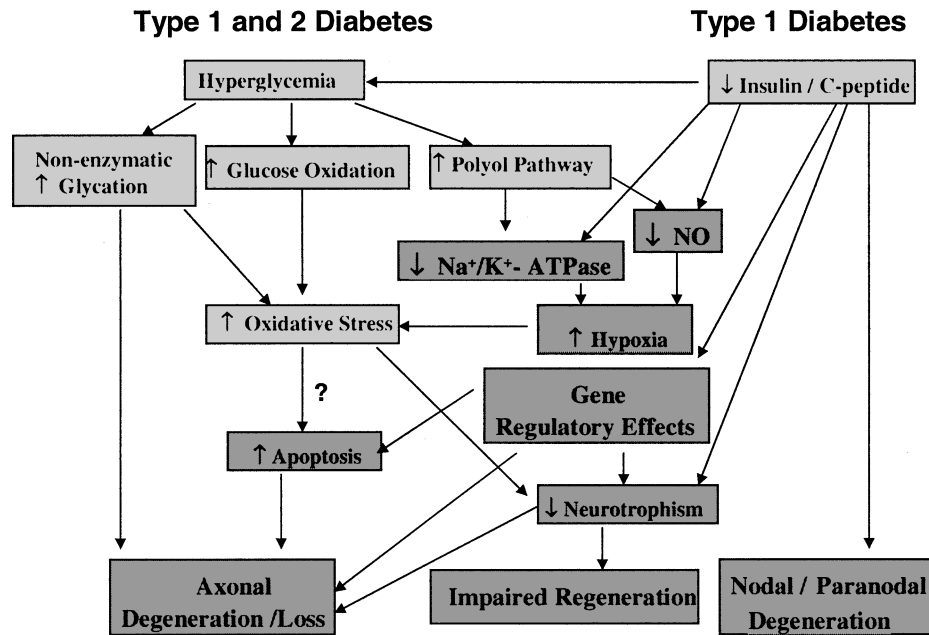 Type 1 and 2 Diabetes
Type 1 Diabetes
Hyperglycemia
↓ Insulin / C-peptide
Non-enzymatic
↑ Glycation
↑ Glucose Oxidation
↑ Polyol Pathway
↓ NO
↓ Na⁺/K⁺- ATPase
↑ Oxidative Stress
↑ Hypoxia
?
Gene
Regulatory Effects
↑ Apoptosis
↓ Neurotrophism
Axonal
Degeneration /Loss
Impaired Regeneration
Nodal / Paranodal
Degeneration